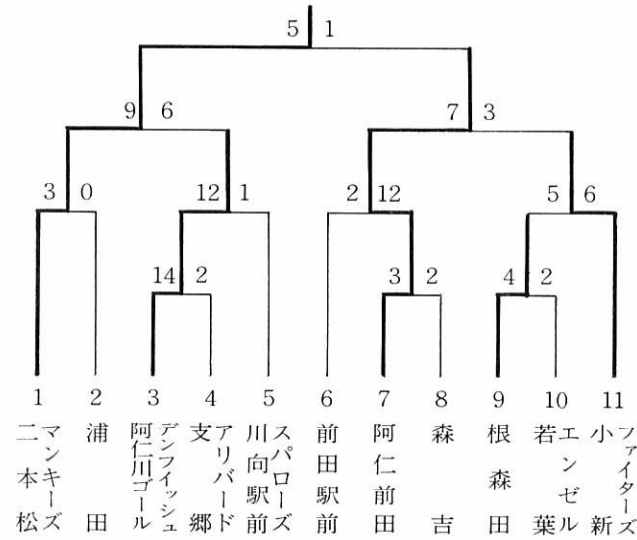 5 1
9 6 7 3
3 0 12 1 2 12 5 6
14 2 3 2 4 2
1 2 3 4 5 6 7 8 9 10 11
二本松マンキーズ
浦田
阿仁川ゴールデンフイッシュ
支郷アリバード
川向駅前スパローズ
前田駅前
阿仁前田
森吉
根森田
若葉エンゼル
小新ファイターズ